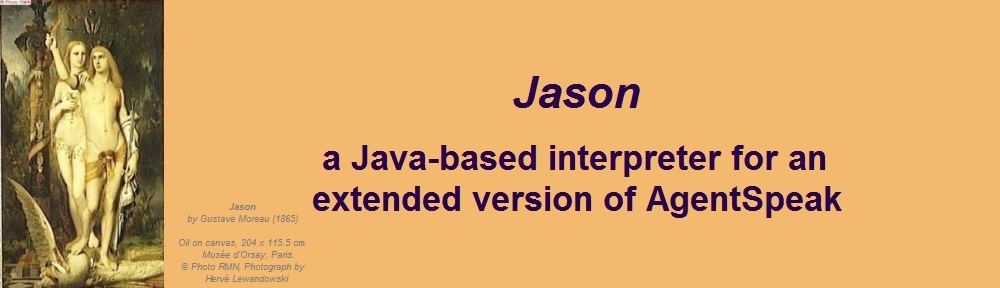 © Photo RMN
Jason
a Java-based interpreter for an
extended version of AgentSpeak
Jason
by Gustave Moreau (1865)
Oil on canvas, 204 x 115.5 cm.
Musée d'Orsay, Paris.
© Photo RMN, Photograph by
Hervé Lewandowski